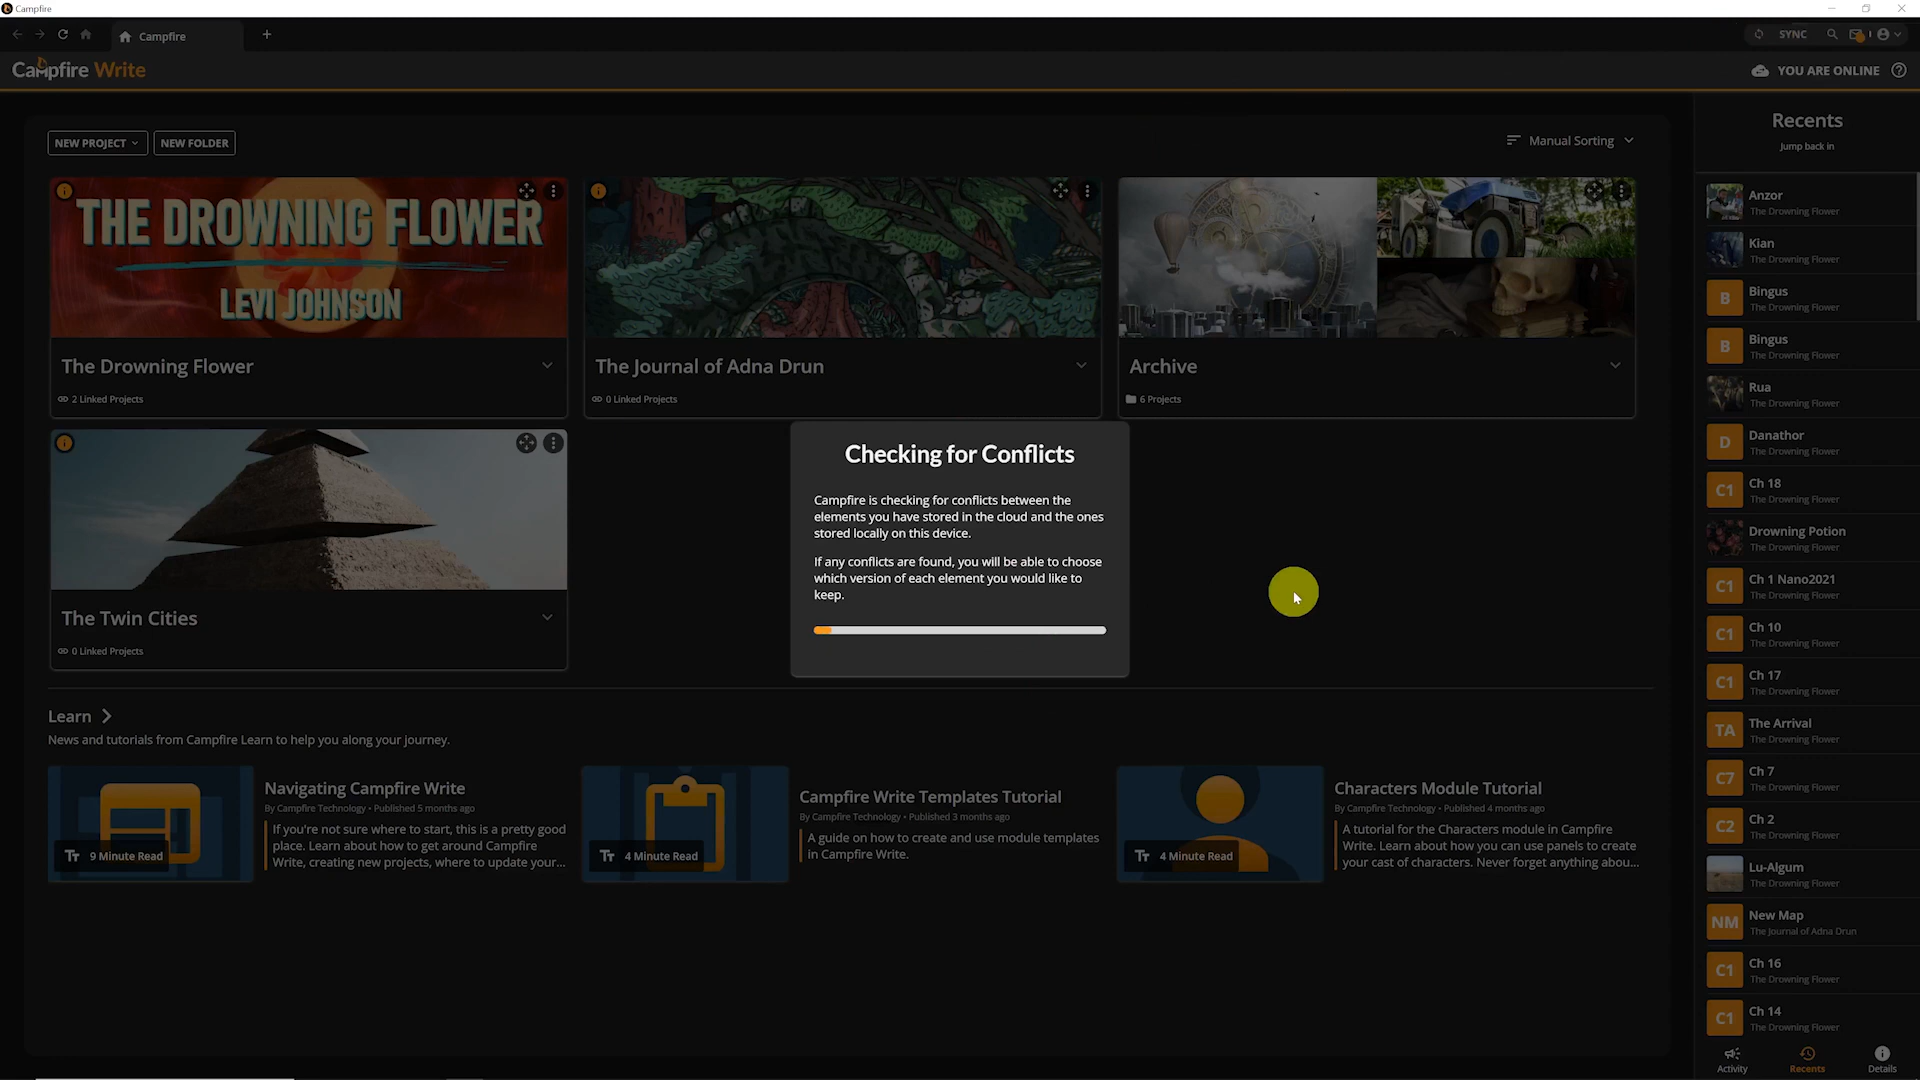 Campfire
Campfire
SYNC
Campfire Write
YOU ARE ONLINE
NEW PROJECT
NEW FOLDER
Manual Sorting
THE DROWNING FLOWER
LEVI JOHNSON
The Drowning Flower
2 Linked Projects
The Journal of Adna Drun
0 Linked Projects
Archive
6 Projects
The Twin Cities
0 Linked Projects
Checking for Conflicts
Campfire is checking for conflicts between the
elements you have stored in the cloud and the ones
stored locally on this device.
If any conflicts are found, you will be able to choose
which version of each element you would like to
keep.
Learn
News and tutorials from Campfire Learn to help you along your journey.
9 Minute Read
Navigating Campfire Write
By Campfire Technology • Published 5 months ago
If you're not sure where to start, this is a pretty good
place. Learn about how to get around Campfire
Write, creating new projects, where to update your...
4 Minute Read
Campfire Write Templates Tutorial
By Campfire Technology • Published 3 months ago
A guide on how to create and use module templates
in Campfire Write.
4 Minute Read
Characters Module Tutorial
By Campfire Technology • Published 4 months ago
A tutorial for the Characters module in Campfire
Write. Learn about how you can use panels to create
your cast of characters. Never forget anything abou...
Recents
Jump back in
Anzor
The Drowning Flower
Kian
The Drowning Flower
B
Bingus
The Drowning Flower
B
Bingus
The Drowning Flower
Rua
The Drowning Flower
D
Danathor
The Drowning Flower
C1
Ch 18
The Drowning Flower
Drowning Potion
The Drowning Flower
C1
Ch 1 Nano2021
The Drowning Flower
C1
Ch 10
The Drowning Flower
C1
Ch 17
The Drowning Flower
TA
The Arrival
The Drowning Flower
C7
Ch 7
The Drowning Flower
C2
Ch 2
The Drowning Flower
Lu-Algum
The Drowning Flower
NM
New Map
The Journal of Adna Drun
C1
Ch 16
The Drowning Flower
C1
Ch 14
The Drowning Flower
Activity
Recents
Details